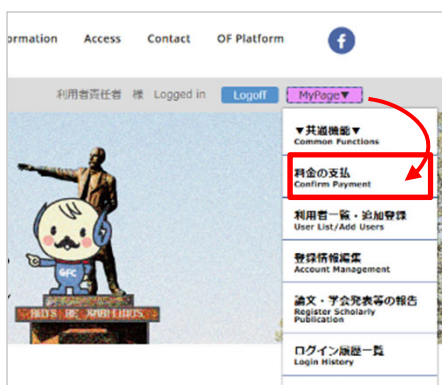 ormation Access Contact OF Platform f
利用者責任者 様 Logged in Logoff MyPage▼
▼共通機能▼
Common Functions
料金の支払
Confirm Payment
利用者一覧・追加登録
User List/Add Users
登録情報編集
Account Management
論文・学会発表等の報告
Register Scholarly
Publication
ログイン履歴一覧
Login History
GFC
BOYS BE AMBITIOUS